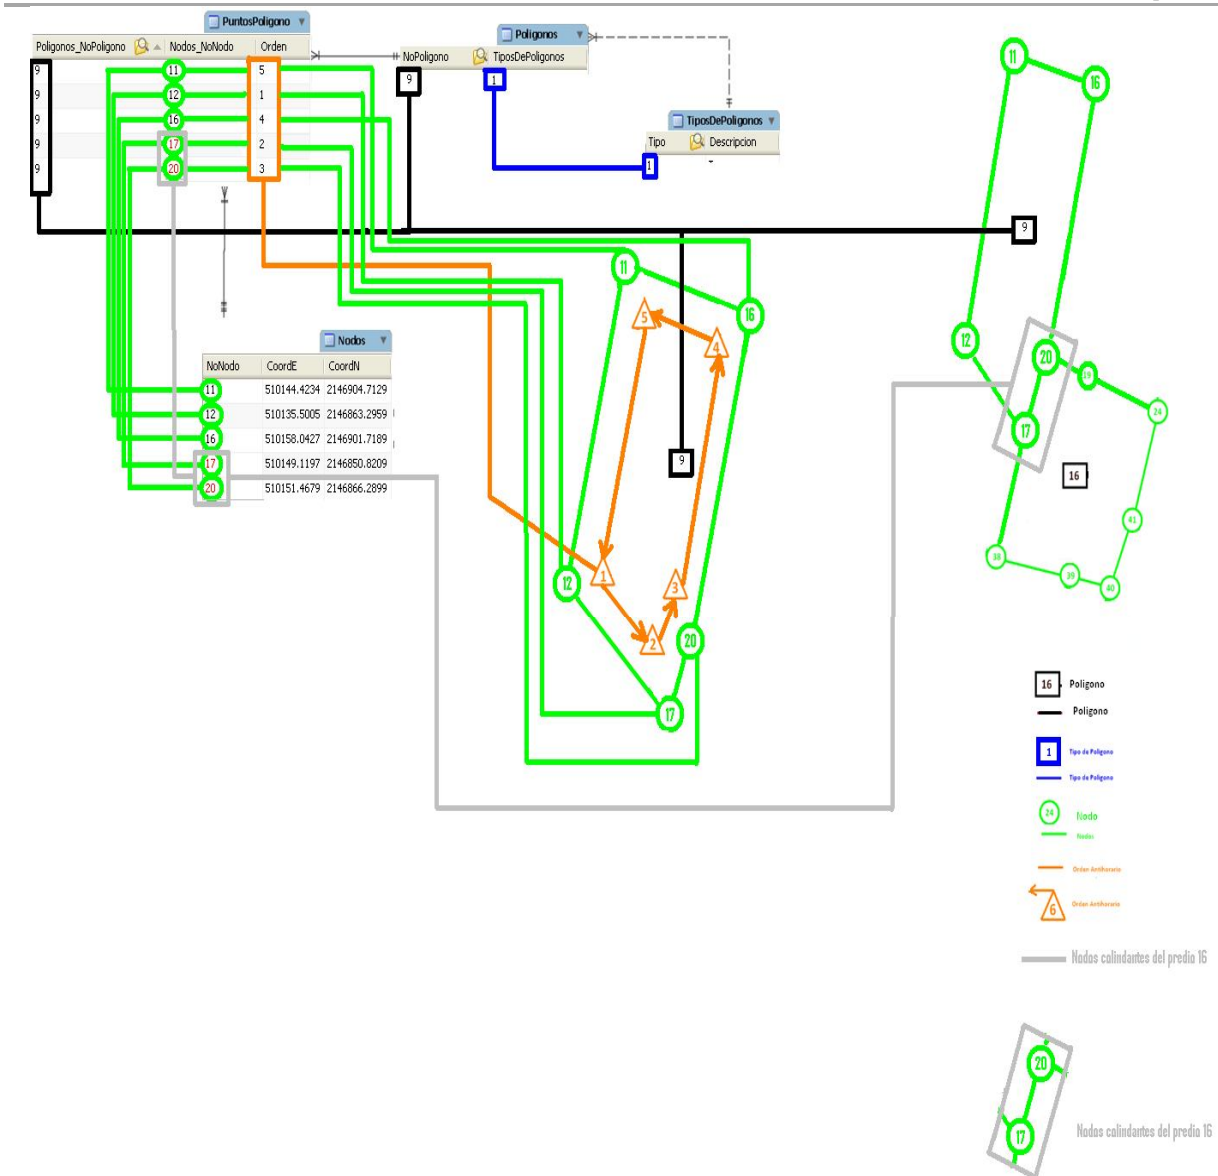 PuntosPoligono
Poligonos_NoPoligono Nodos_NoNodo Orden
9 11 5
9 12 1
9 16 4
9 17 2
9 20 3
Poligonos
NoPoligono TiposDePoligonos
9 1
TiposDePoligonos
Tipo Descripcion
1 -
Nodos
NoNodo CoordE CoordN
11 510144.4234 2146904.7129
12 510135.5005 2146863.2959
16 510158.0427 2146901.7189
17 510149.1197 2146850.8209
20 510151.4679 2146866.2899
11
16
5
4
9
12
1
3
2
20
17
11
16
9
12
20
19
24
17
16
41
38
39
40
16 Poligono
Poligono
1 Tipo de Poligono
Tipo de Poligono
24 Nodo
Nodos
Orden Antihorario
6 Orden Antihorario
Nodos colindantes del predio 16
20
17
Nodos colindantes del predio 16